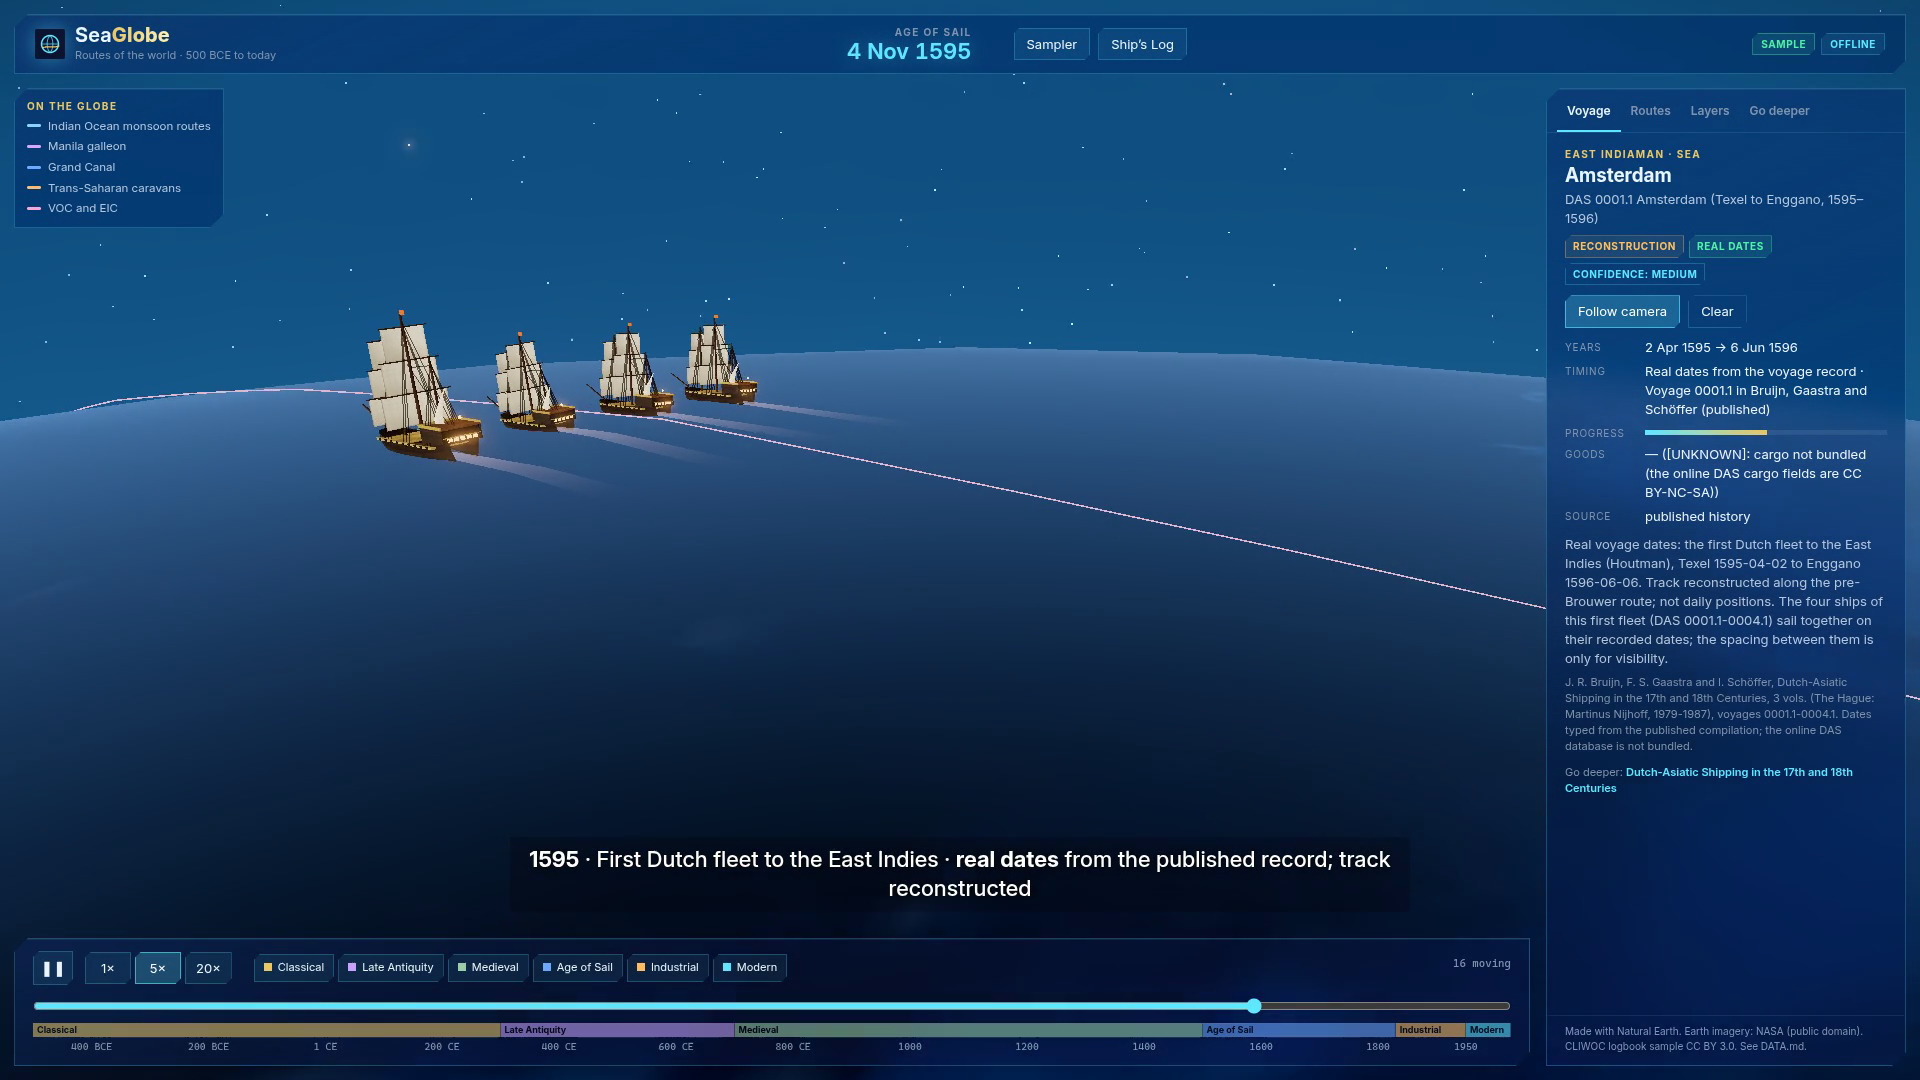 SeaGlobe
Routes of the world · 500 BCE to today
AGE OF SAIL
4 Nov 1595
Sampler
Ship's Log
SAMPLE
OFFLINE
ON THE GLOBE
Indian Ocean monsoon routes
Manila galleon
Grand Canal
Trans-Saharan caravans
VOC and EIC
Voyage
Routes
Layers
Go deeper
EAST INDIAMAN · SEA
Amsterdam
DAS 0001.1 Amsterdam (Texel to Enggano, 1595–
1596)
RECONSTRUCTION
REAL DATES
CONFIDENCE: MEDIUM
Follow camera
Clear
YEARS
2 Apr 1595 → 6 Jun 1596
TIMING
Real dates from the voyage record ·
Voyage 0001.1 in Bruijn, Gaastra and
Schöffer (published)
PROGRESS
GOODS
— ([UNKNOWN]: cargo not bundled
(the online DAS cargo fields are CC
BY-NC-SA))
SOURCE
published history
Real voyage dates: the first Dutch fleet to the East
Indies (Houtman), Texel 1595-04-02 to Enggano
1596-06-06. Track reconstructed along the pre-
Brouwer route; not daily positions. The four ships of
this first fleet (DAS 0001.1-0004.1) sail together on
their recorded dates; the spacing between them is
only for visibility.
J. R. Bruijn, F. S. Gaastra and I. Schöffer, Dutch-Asiatic
Shipping in the 17th and 18th Centuries, 3 vols. (The Hague:
Martinus Nijhoff, 1979-1987), voyages 0001.1-0004.1. Dates
typed from the published compilation; the online DAS
database is not bundled.
Go deeper: Dutch-Asiatic Shipping in the 17th and 18th
Centuries
1595 · First Dutch fleet to the East Indies · real dates from the published record; track
reconstructed
1×
5×
20×
Classical
Late Antiquity
Medieval
Age of Sail
Industrial
Modern
16 moving
Classical
Late Antiquity
Medieval
Age of Sail
Industrial
Modern
400 BCE
200 BCE
1 CE
200 CE
400 CE
600 CE
800 CE
1000
1200
1400
1600
1800
1950
Made with Natural Earth. Earth imagery: NASA (public domain).
CLIWOC logbook sample CC BY 3.0. See DATA.md.